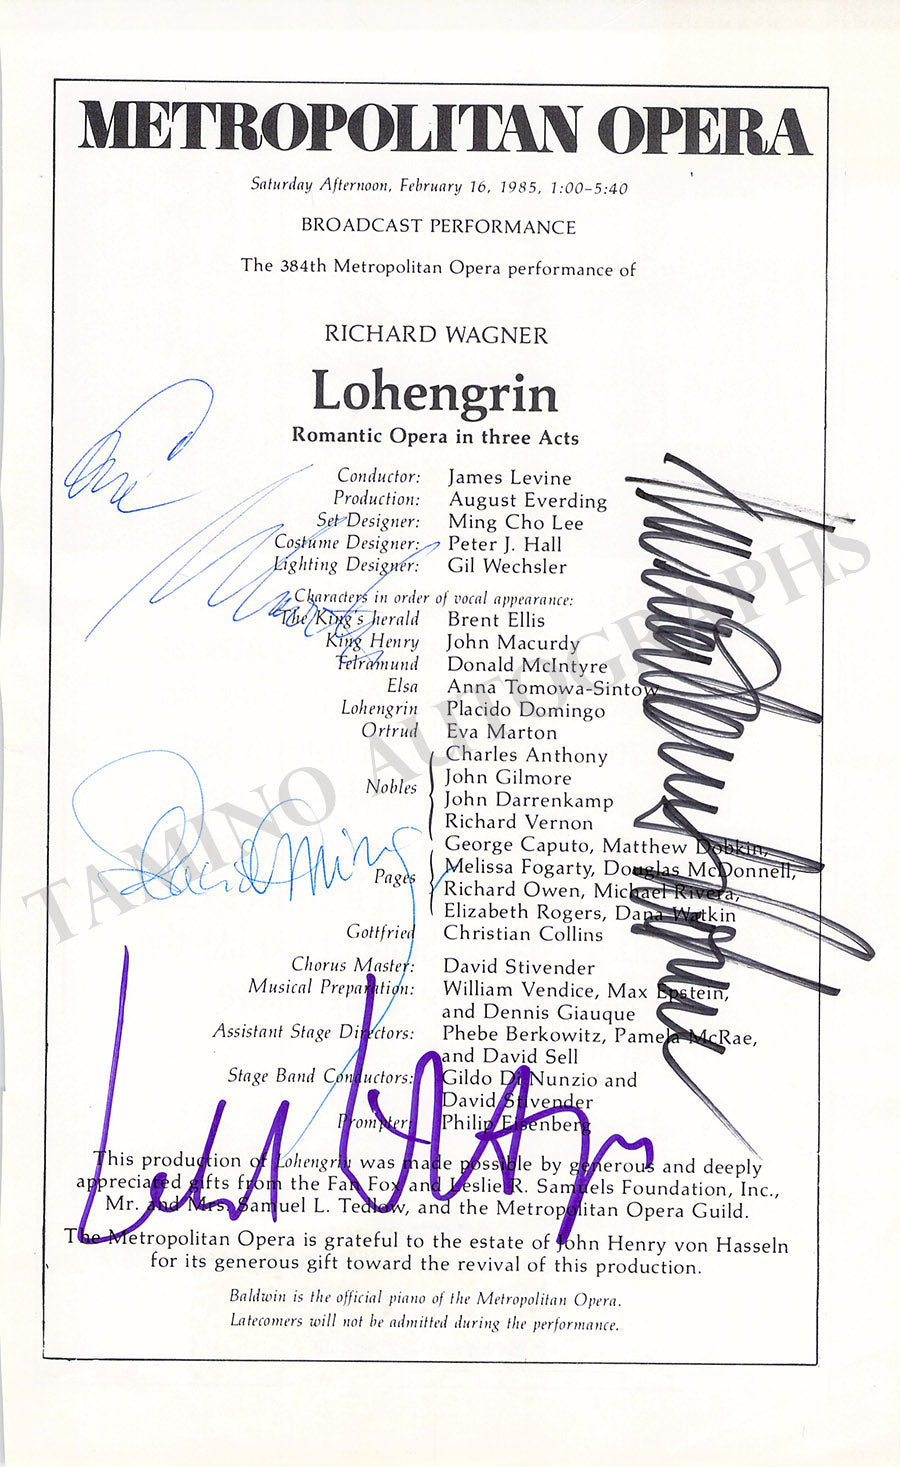 METROPOLITAN OPERA
Saturday Afternoon, February 16, 1985, 1:00–5:40
BROADCAST PERFORMANCE
The 384th Metropolitan Opera performance of
RICHARD WAGNER
Lohengrin
Romantic Opera in three Acts
Conductor: James Levine
Production: August Everding
Set Designer: Ming Cho Lee
Costume Designer: Peter J. Hall
Lighting Designer: Gil Wechsler
Characters in order of vocal appearance:
The King's herald Brent Ellis
King Henry John Macurdy
Telramund Donald McIntyre
Elsa Anna Tomowa-Sintow
Lohengrin Placido Domingo
Ortrud Eva Marton
Nobles Charles Anthony
John Gilmore
John Darrenkamp
Richard Vernon
Pages George Caputo, Matthew Dobkin,
Melissa Fogarty, Douglas McDonnell,
Richard Owen, Michael Rivera,
Elizabeth Rogers, Dana Watkin
Gottfried Christian Collins
Chorus Master: David Stivender
Musical Preparation: William Vendice, Max Epstein,
and Dennis Giauque
Assistant Stage Directors: Phebe Berkowitz, Pamela McRae,
and David Sell
Stage Band Conductors: Gildo Di Nunzio and
David Stivender
Prompter: Philip Eisenberg
This production of Lohengrin was made possible by generous and deeply
appreciated gifts from the Fan Fox and Leslie R. Samuels Foundation, Inc.,
Mr. and Mrs. Samuel L. Tedlow, and the Metropolitan Opera Guild.
The Metropolitan Opera is grateful to the estate of John Henry von Hasseln
for its generous gift toward the revival of this production.
Baldwin is the official piano of the Metropolitan Opera.
Latecomers will not be admitted during the performance.
TAMINO AUTOGRAPHS